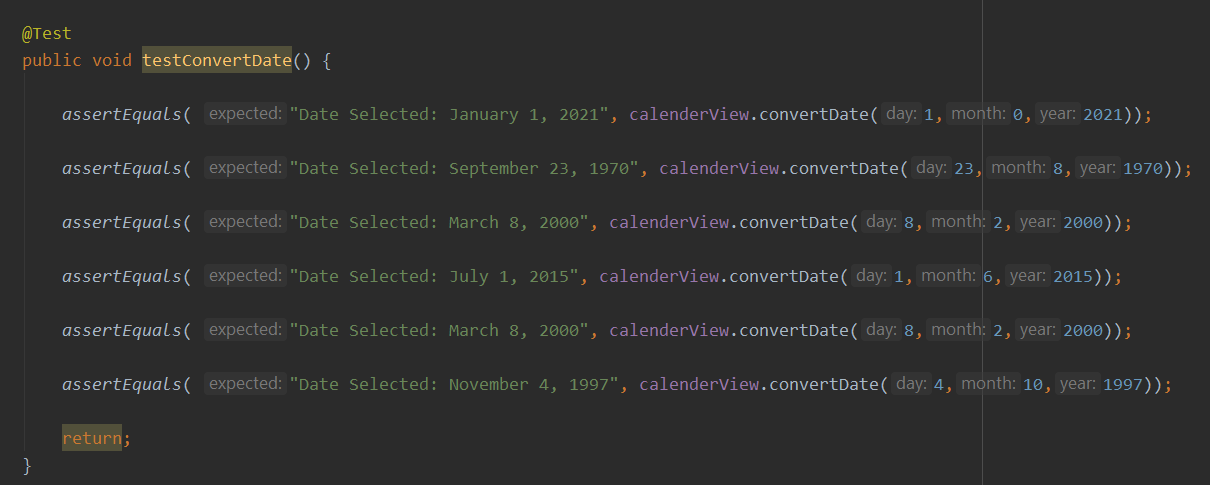 @Test
public void testConvertDate() {
assertEquals( expected: "Date Selected: January 1, 2021", calenderView.convertDate( day: 1, month: 0, year: 2021));
assertEquals( expected: "Date Selected: September 23, 1970", calenderView.convertDate( day: 23, month: 8, year: 1970));
assertEquals( expected: "Date Selected: March 8, 2000", calenderView.convertDate( day: 8, month: 2, year: 2000));
assertEquals( expected: "Date Selected: July 1, 2015", calenderView.convertDate( day: 1, month: 6, year: 2015));
assertEquals( expected: "Date Selected: March 8, 2000", calenderView.convertDate( day: 8, month: 2, year: 2000));
assertEquals( expected: "Date Selected: November 4, 1997", calenderView.convertDate( day: 4, month: 10, year: 1997));
return;
}